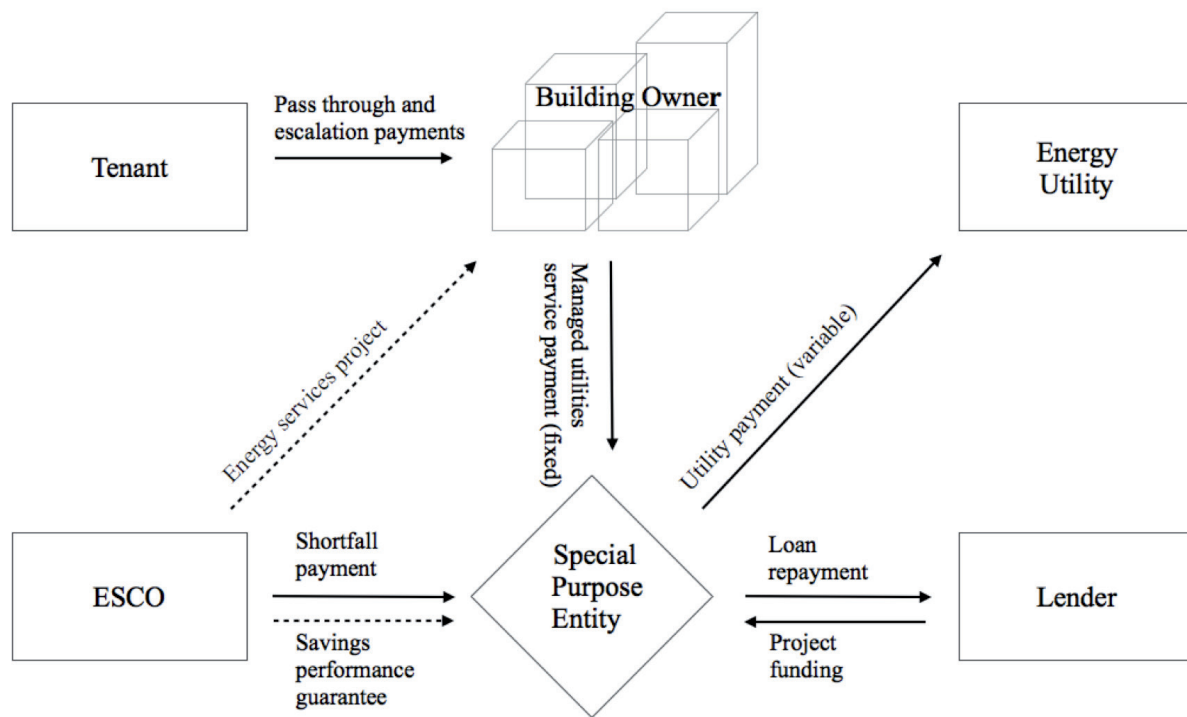 Pass through and
escalation payments
Tenant
Building Owner
Energy
Utility
Energy services project
Managed utilities
service payment (fixed)
Utility payment (variable)
Shortfall
payment
ESCO
Savings
performance
guarantee
Special
Purpose
Entity
Loan
repayment
Project
funding
Lender